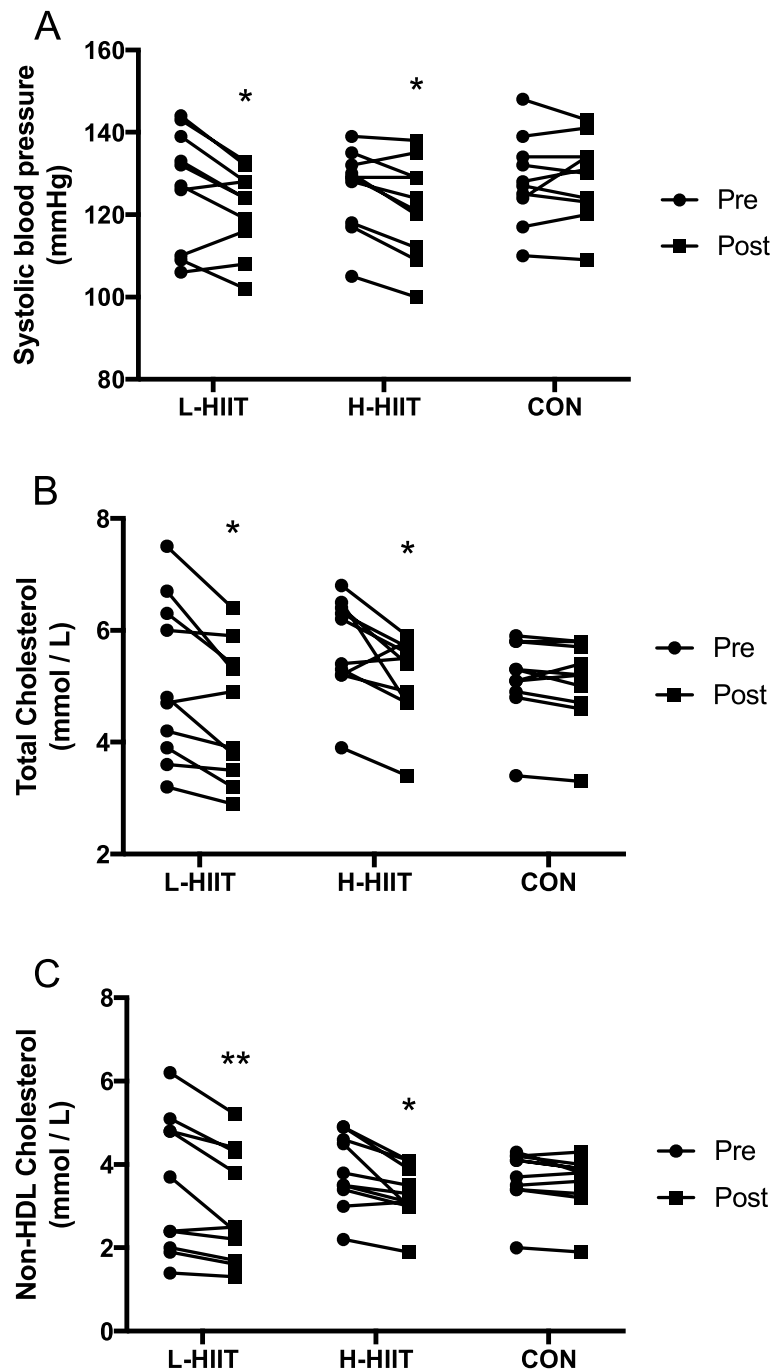 A
Systolic blood pressure
(mmHg)
160
140
120
100
80
*
*
L-HIIT
H-HIIT
CON
Pre
Post
B
Total Cholesterol
(mmol / L)
8
6
4
2
*
*
L-HIIT
H-HIIT
CON
Pre
Post
C
Non-HDL Cholesterol
(mmol / L)
8
6
4
2
0
**
*
L-HIIT
H-HIIT
CON
Pre
Post